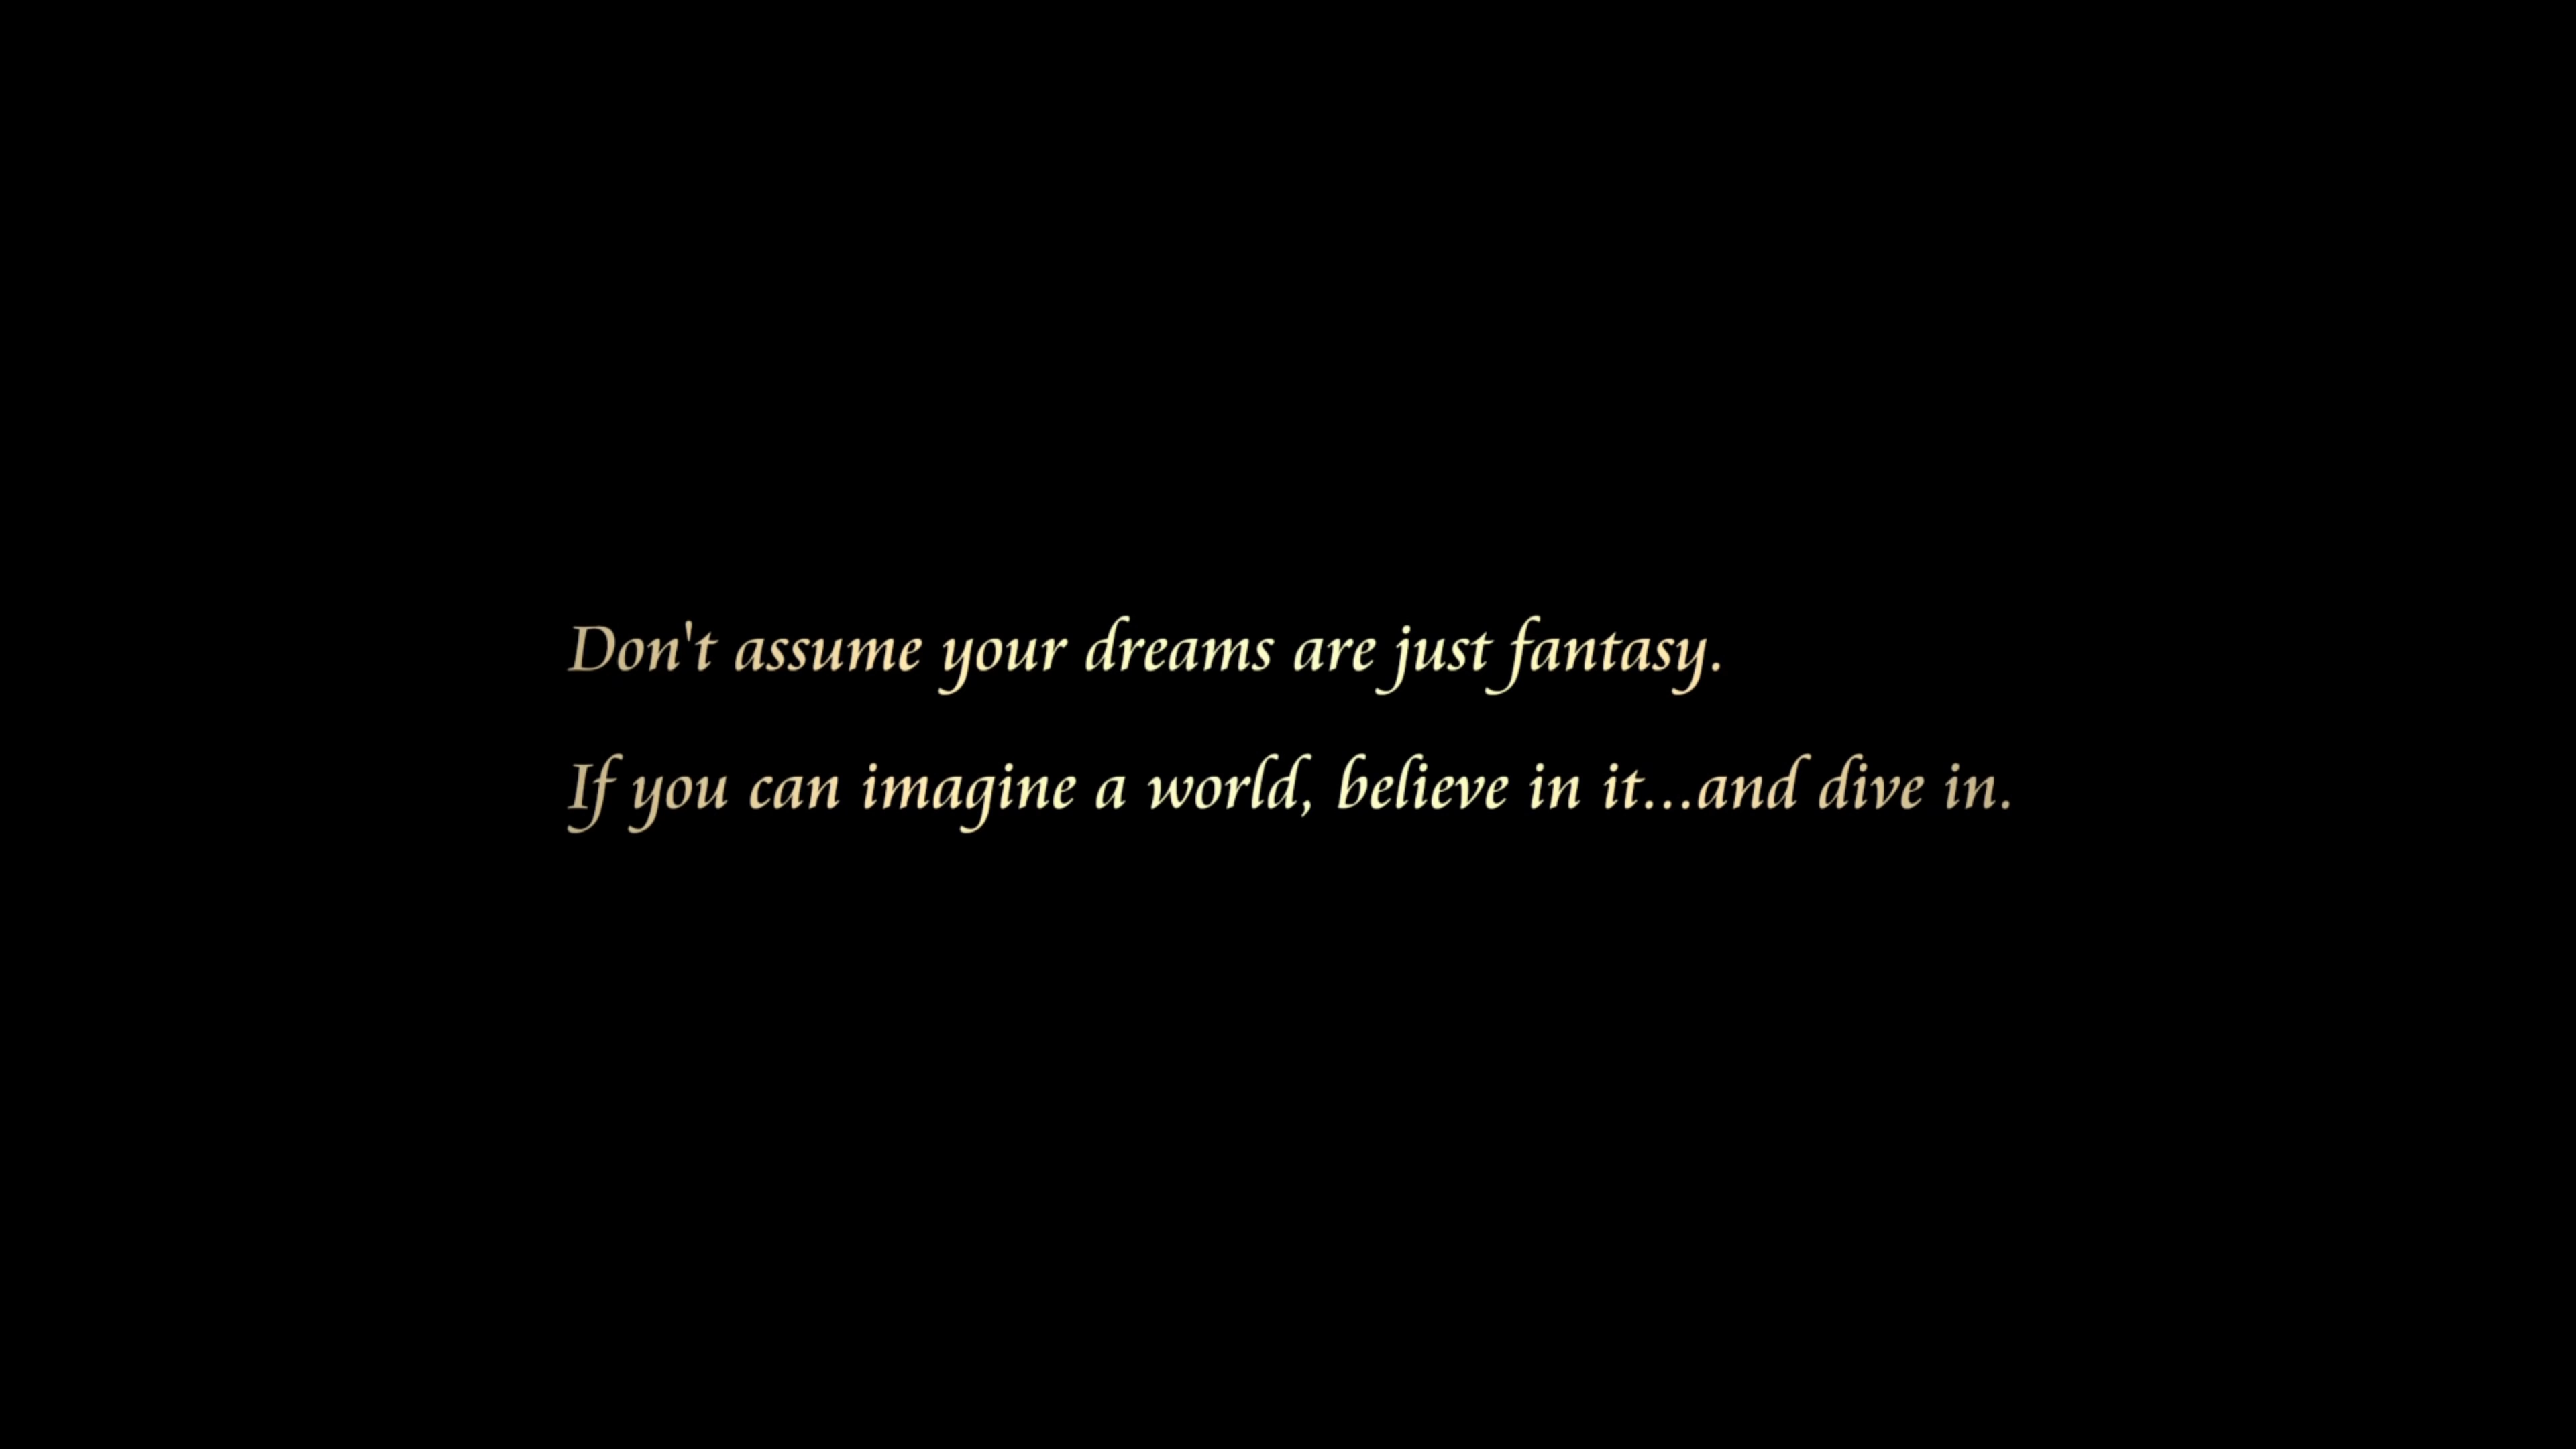 Don't assume your dreams are just fantasy.
If you can imagine a world, believe in it...and dive in.